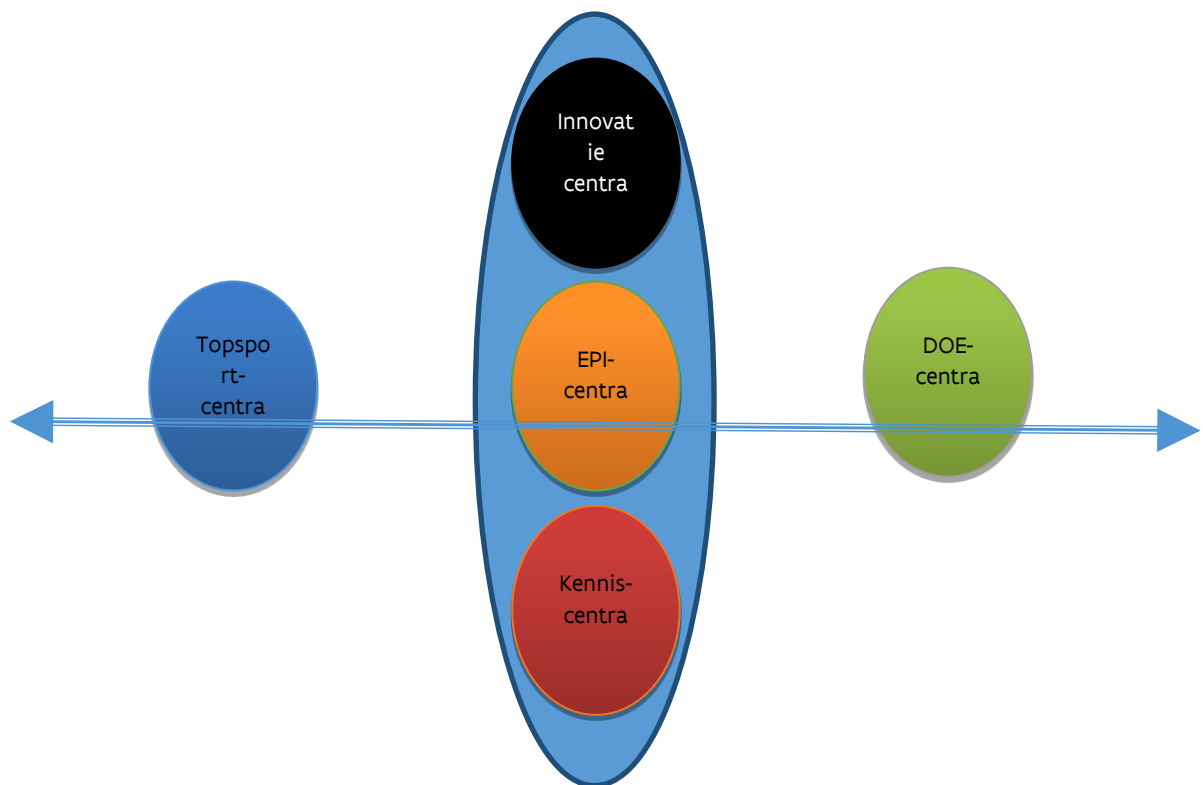 Innovat
ie
centra
Topspo
rt-
centra
EPI-
centra
DOE-
centra
Kennis-
centra